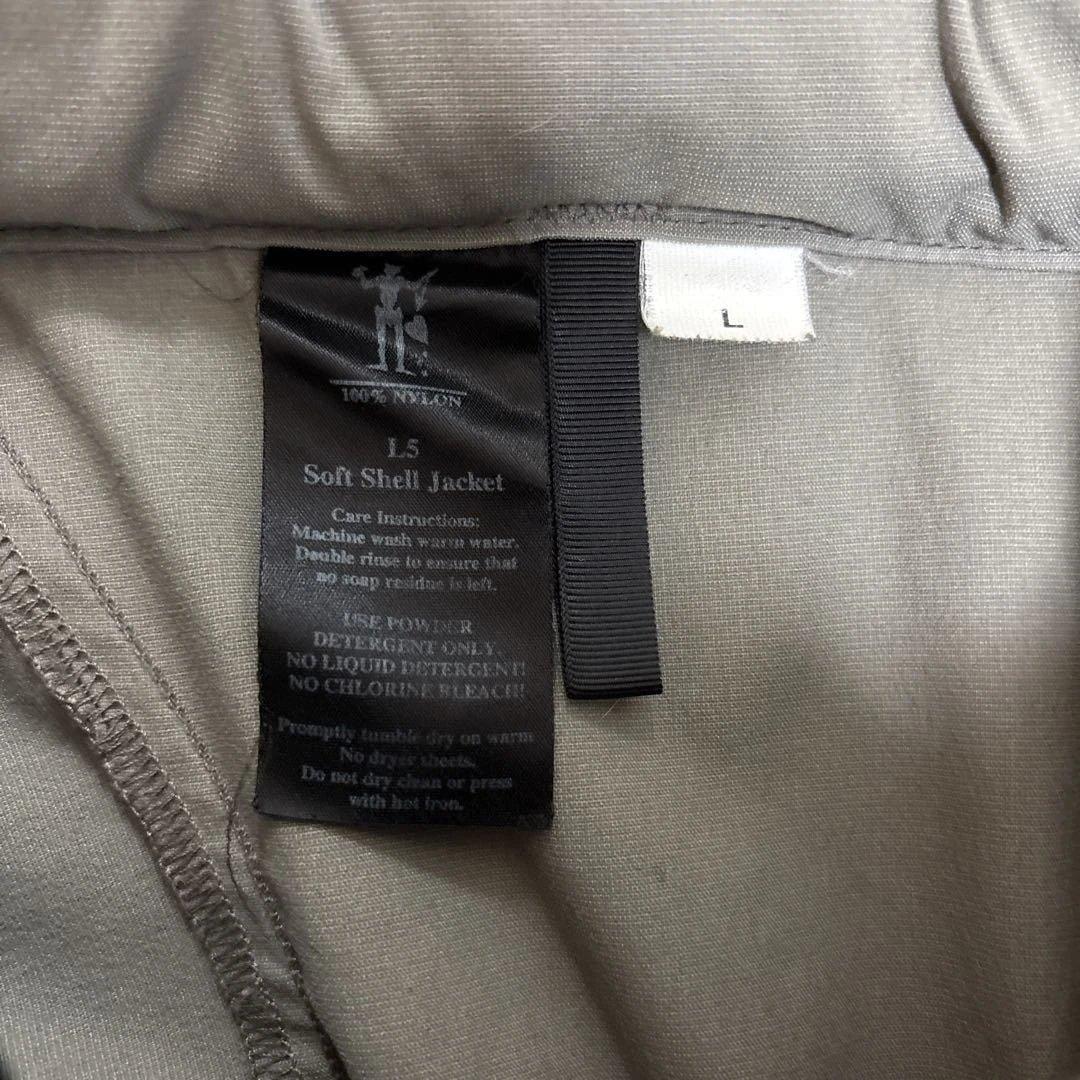 100% NYLON
L5
Soft Shell Jacket
Care Instructions:
Machine wash warm water.
Double rinse to ensure that
no soap residue is left.
USE POWDER
DETERGENT ONLY.
NO LIQUID DETERGENT!
NO CHLORINE BLEACH!
Promptly tumble dry on warm
No dryer sheets.
Do not dry clean or press
with hot iron.
L